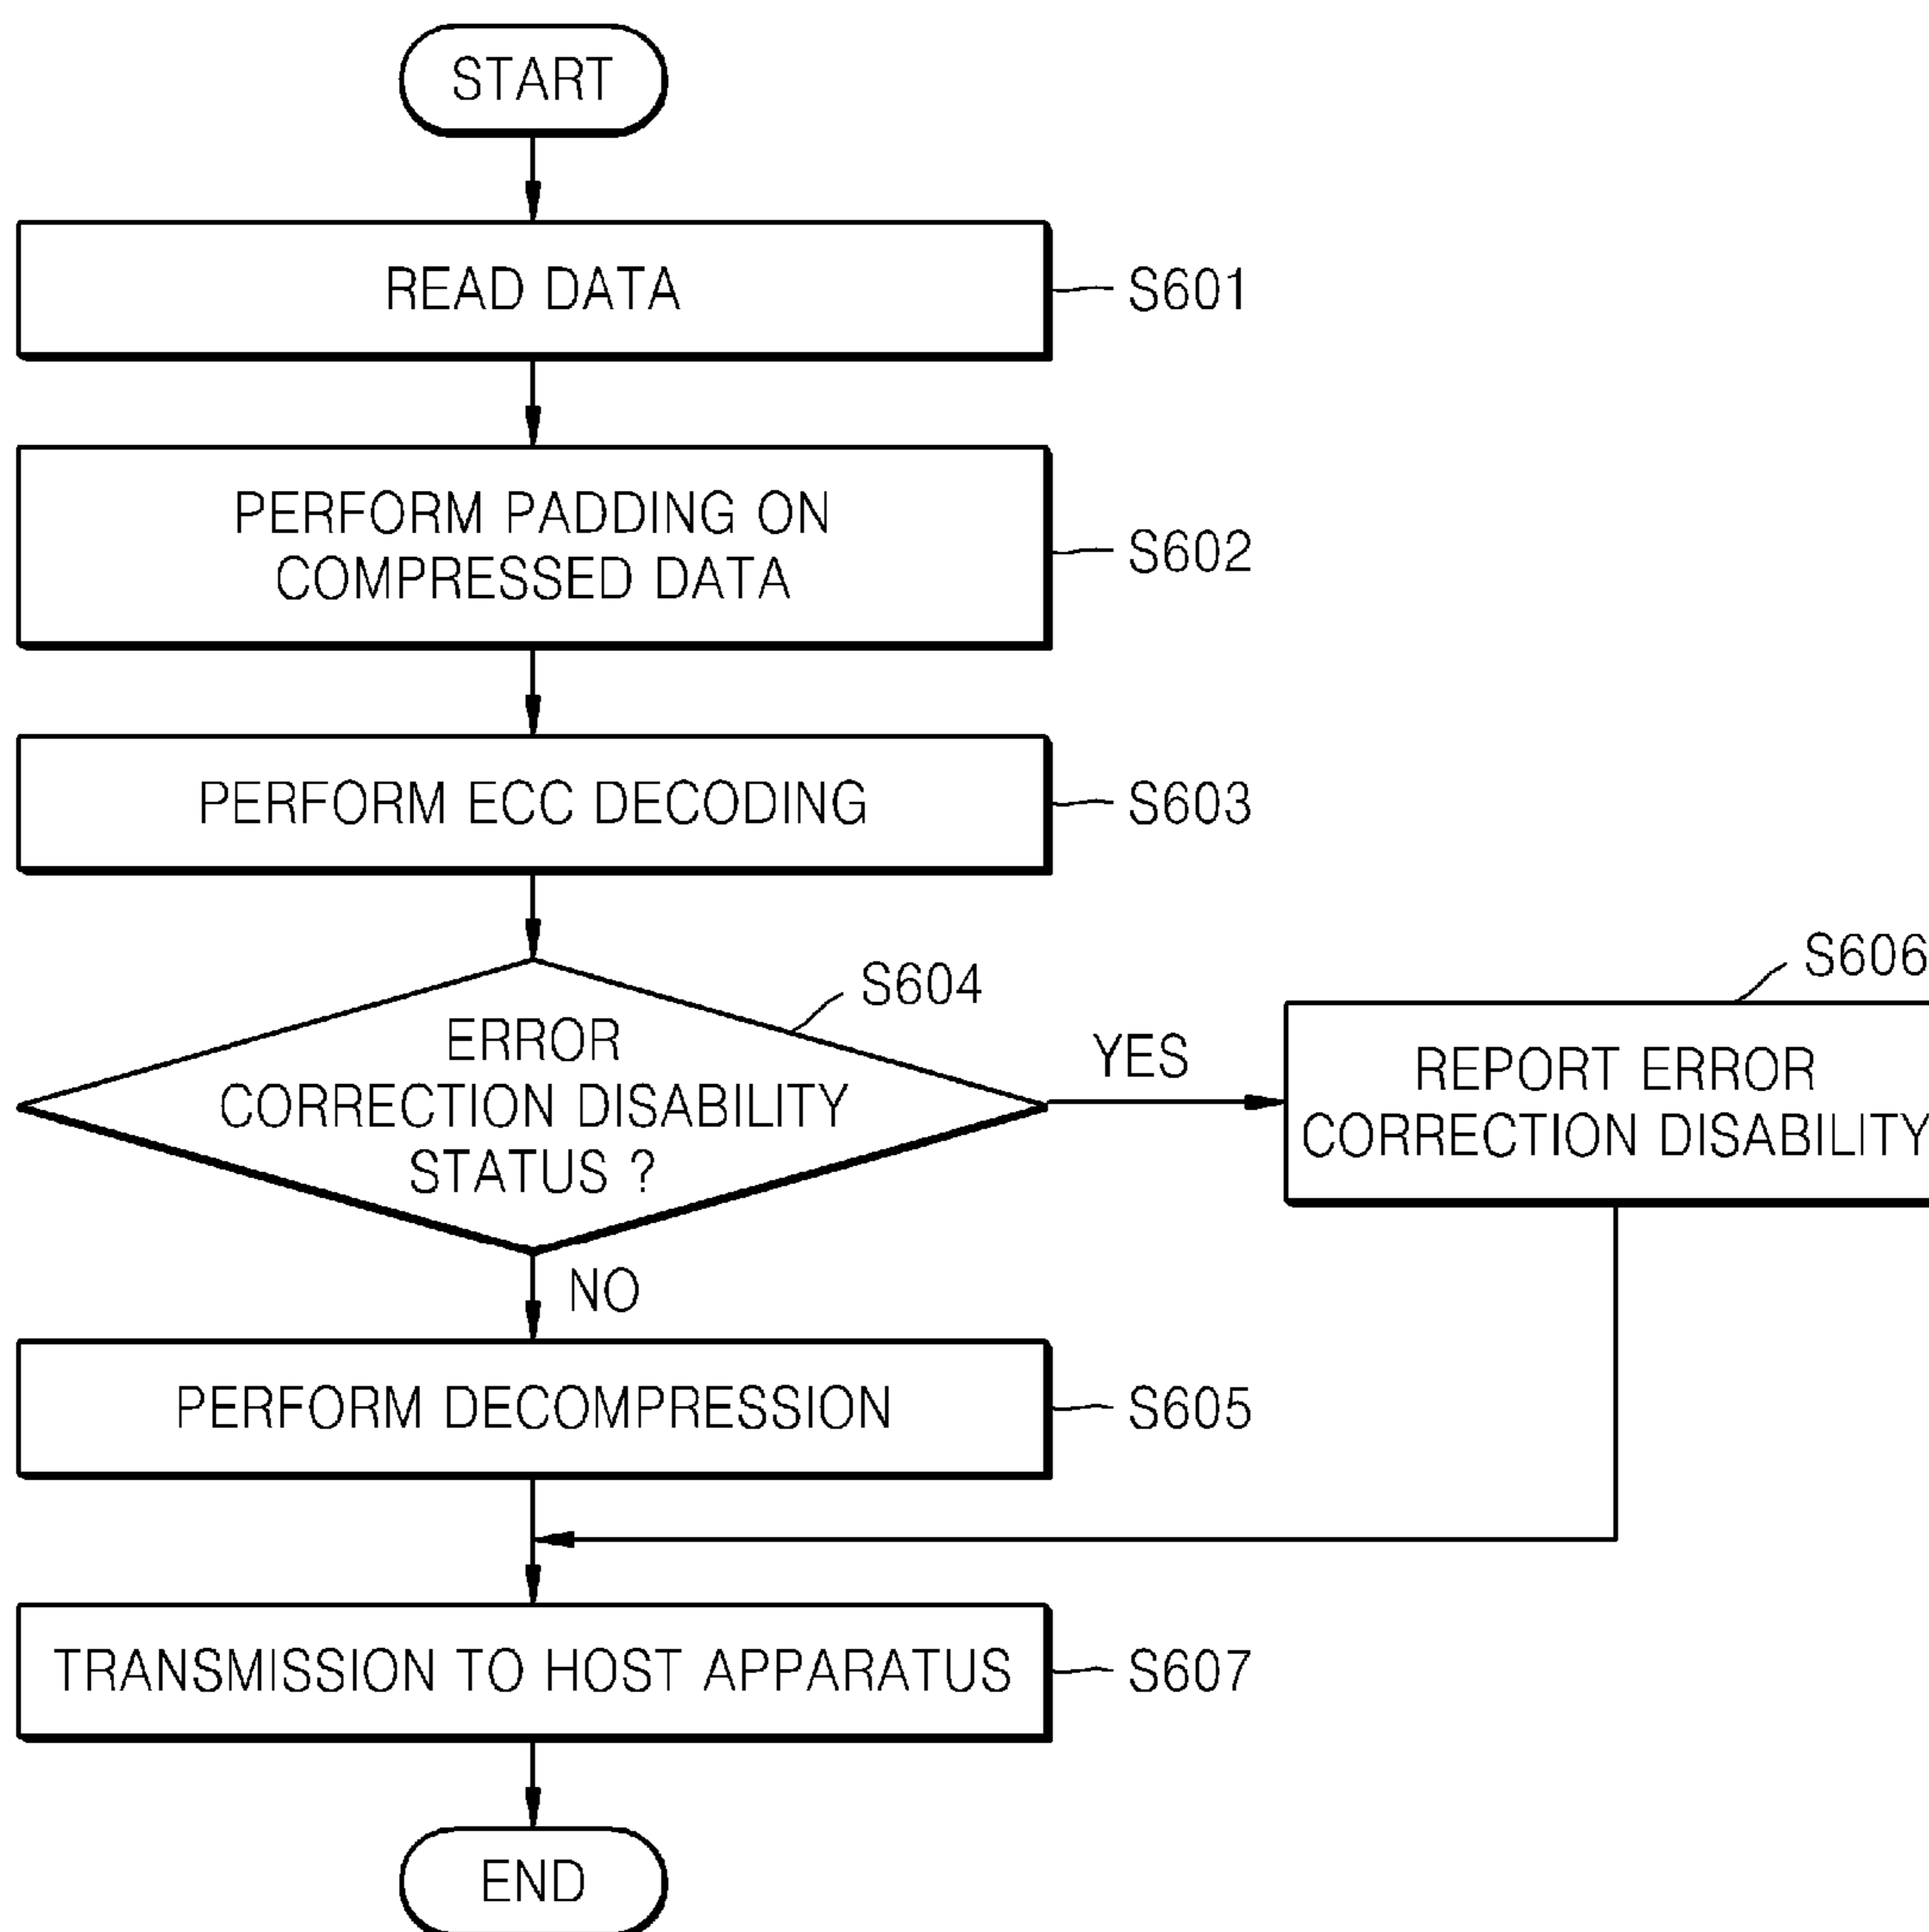 START
READ DATA
S601
PERFORM PADDING ON
COMPRESSED DATA
S602
PERFORM ECC DECODING
S603
S604
ERROR
CORRECTION DISABILITY
STATUS ?
YES
S606
REPORT ERROR
CORRECTION DISABILITY
NO
PERFORM DECOMPRESSION
S605
TRANSMISSION TO HOST APPARATUS
S607
END